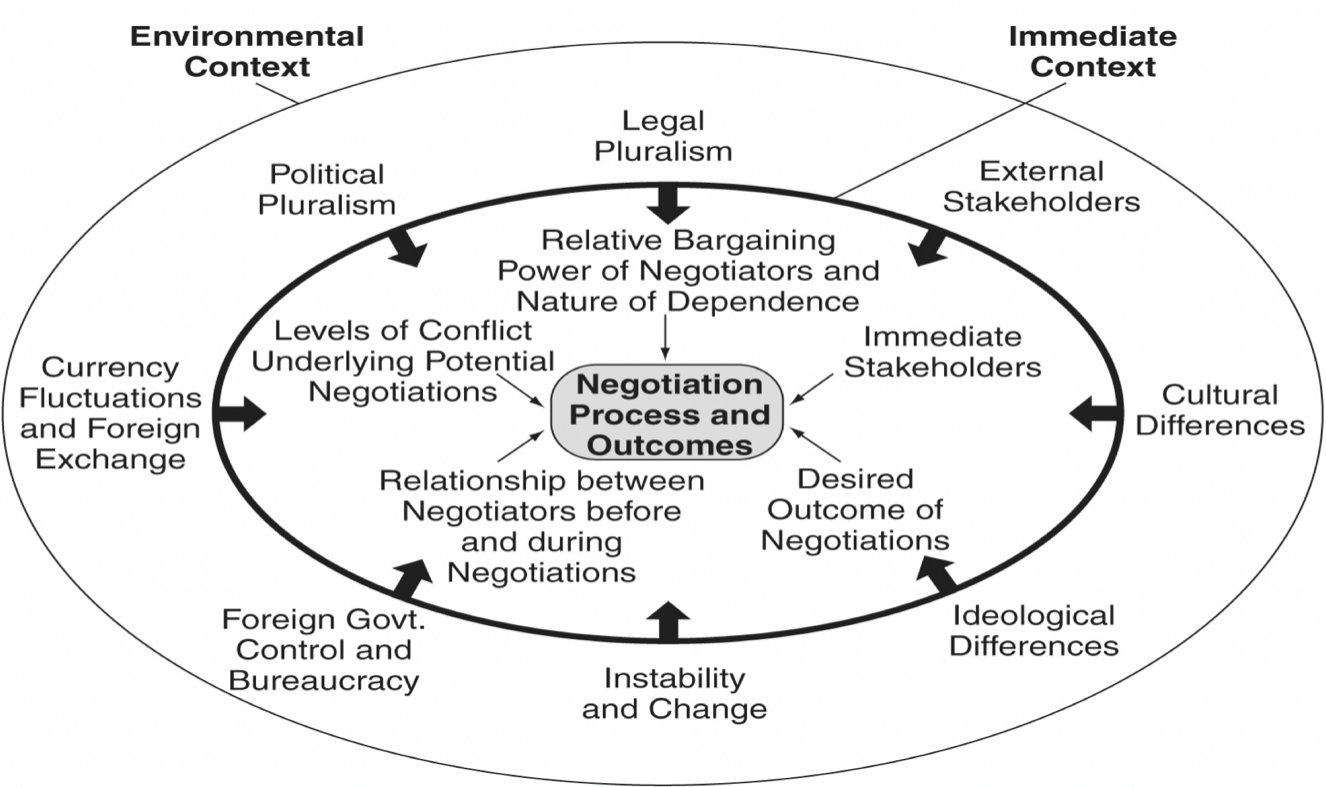 Environmental
Context
Immediate
Context
Legal
Pluralism
Political
Pluralism
External
Stakeholders
Relative Bargaining
Power of Negotiators and
Nature of Dependence
Levels of Conflict
Underlying Potential
Negotiations
Immediate
Stakeholders
Currency
Fluctuations
and Foreign
Exchange
Negotiation
Process and
Outcomes
Cultural
Differences
Relationship between
Negotiators before
and during
Negotiations
Desired
Outcome of
Negotiations
Foreign Govt.
Control and
Bureaucracy
Instability
and Change
Ideological
Differences